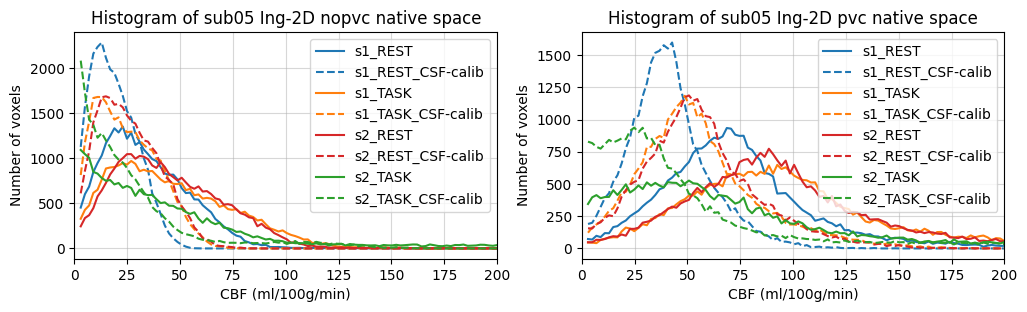 Histogram of sub05 Ing-2D nopvc native space
Number of voxels
2000
1500
1000
500
0
0 25 50 75 100 125 150 175 200
CBF (ml/100g/min)
s1_REST
s1_REST_CSF-calib
s1_TASK
s1_TASK_CSF-calib
s2_REST
s2_REST_CSF-calib
s2_TASK
s2_TASK_CSF-calib
Histogram of sub05 Ing-2D pvc native space
Number of voxels
1500
1250
1000
750
500
250
0
0 25 50 75 100 125 150 175 200
CBF (ml/100g/min)
s1_REST
s1_REST_CSF-calib
s1_TASK
s1_TASK_CSF-calib
s2_REST
s2_REST_CSF-calib
s2_TASK
s2_TASK_CSF-calib